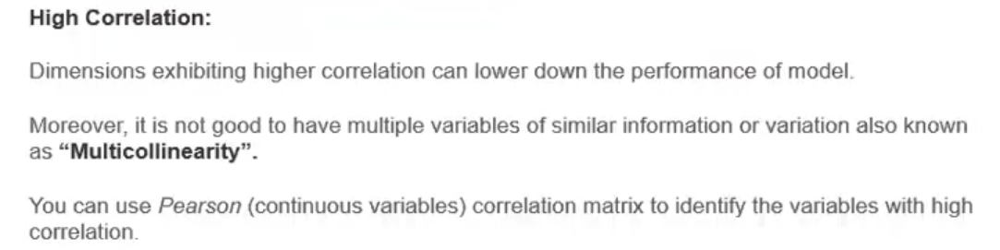 High Correlation:
Dimensions exhibiting higher correlation can lower down the performance of model.
Moreover, it is not good to have multiple variables of similar information or variation also known
as “Multicollinearity”.
You can use Pearson (continuous variables) correlation matrix to identify the variables with high
correlation.